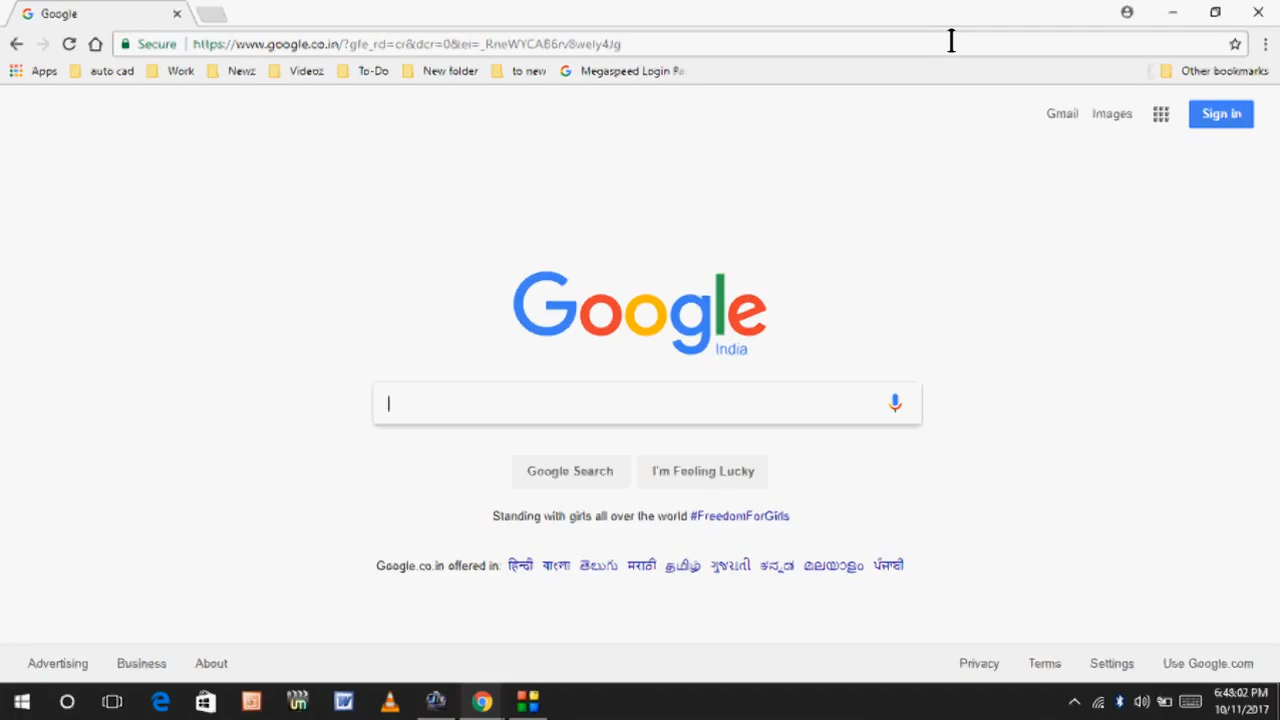 Google
Secure https://www.google.co.in/?gfe_rd=cr&dcr=0&ei=_RneWYCAB6rv8wely4Jg
Apps auto cad Work Newz Videoz To-Do New folder to new Megaspeed Login Pa Other bookmarks
Gmail Images Sign in
Google
India
Google Search I'm Feeling Lucky
Standing with girls all over the world #FreedomForGirls
Google.co.in offered in: हिन्दी বাংলা తెలుగు मराठी தமிழ் ગુજરાતી ಕನ್ನಡ മലയാളം ਪੰਜਾਬੀ
Advertising Business About Privacy Terms Settings Use Google.com
6:43:02 PM
10/11/2017